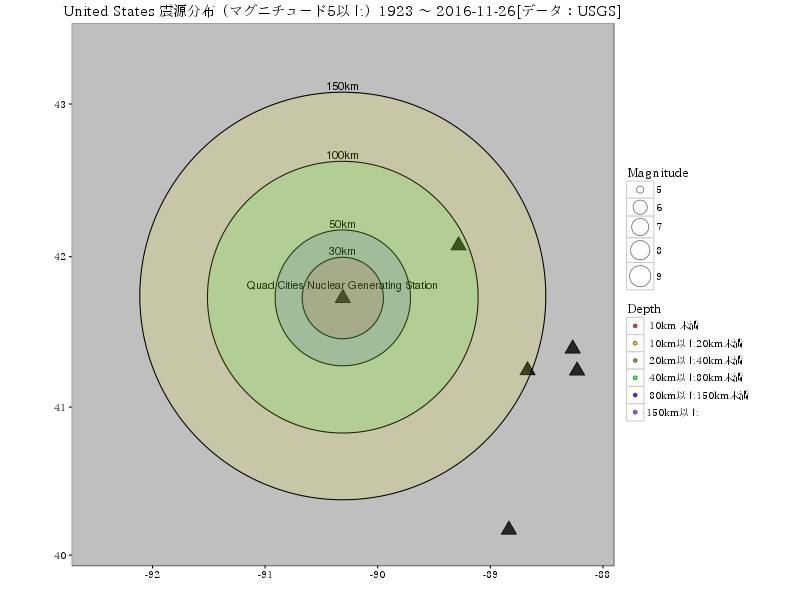 United States 震源分布（マグニチュード5以上）1923 ～ 2016-11-26[データ：USGS]
150km
100km
50km
30km
Quad Cities Nuclear Generating Station
43
42
41
40
-92
-91
-90
-89
-88
Magnitude
5
6
7
8
9
Depth
10km 未満
10km以上20km未満
20km以上40km未満
40km以上80km未満
80km以上150km未満
150km以上